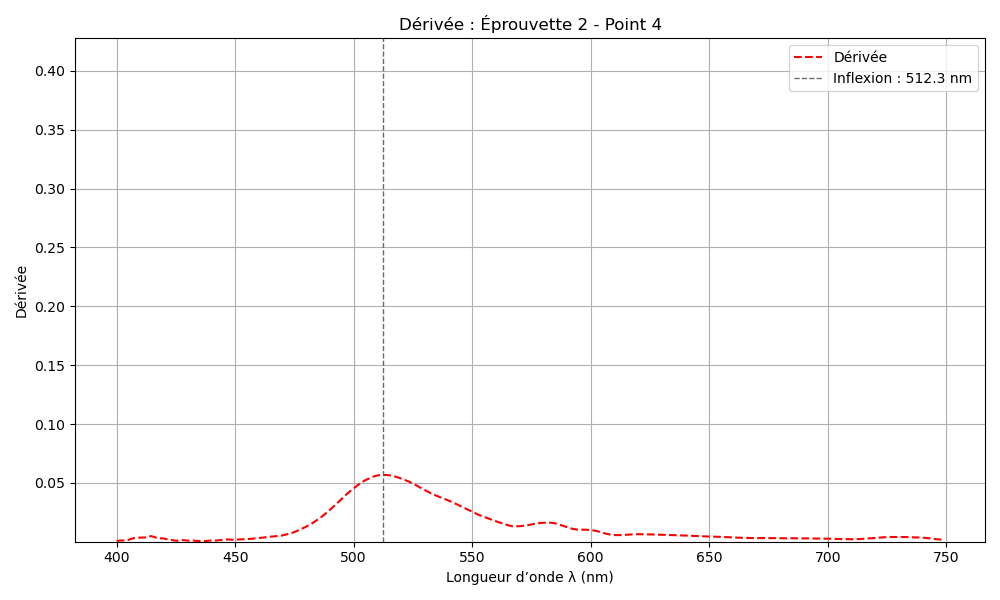 Dérivée : Éprouvette 2 - Point 4
Dérivée
Inflexion : 512.3 nm
0.40
0.35
0.30
0.25
0.20
0.15
0.10
0.05
Dérivée
400 450 500 550 600 650 700 750
Longueur d’onde λ (nm)